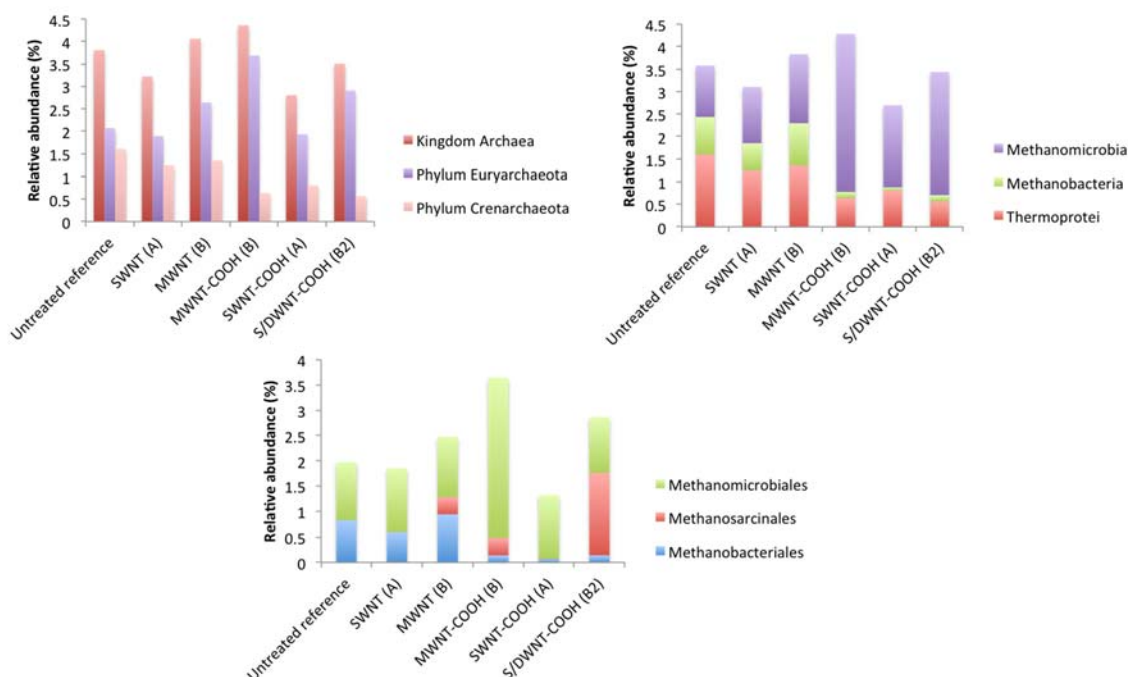 4.5
4
3.5
3
2.5
2
1.5
1
0.5
0
Relative abundance (%)
Untreated reference
SWNT (A)
MWNT (B)
MWNT-COOH (B)
SWNT-COOH (A)
S/DWNT-COOH (B2)
Kingdom Archaea
Phylum Euryarchaeota
Phylum Crenarchaeota
4.5
4
3.5
3
2.5
2
1.5
1
0.5
0
Relative abundance (%)
Untreated reference
SWNT (A)
MWNT (B)
MWNT-COOH (B)
SWNT-COOH (A)
S/DWNT-COOH (B2)
Methanomicrobia
Methanobacteria
Thermoprotei
4
3.5
3
2.5
2
1.5
1
0.5
0
Relative abundance (%)
Untreated reference
SWNT (A)
MWNT (B)
MWNT-COOH (B)
SWNT-COOH (A)
S/DWNT-COOH (B2)
Methanomicrobiales
Methanosarcinales
Methanobacteriales